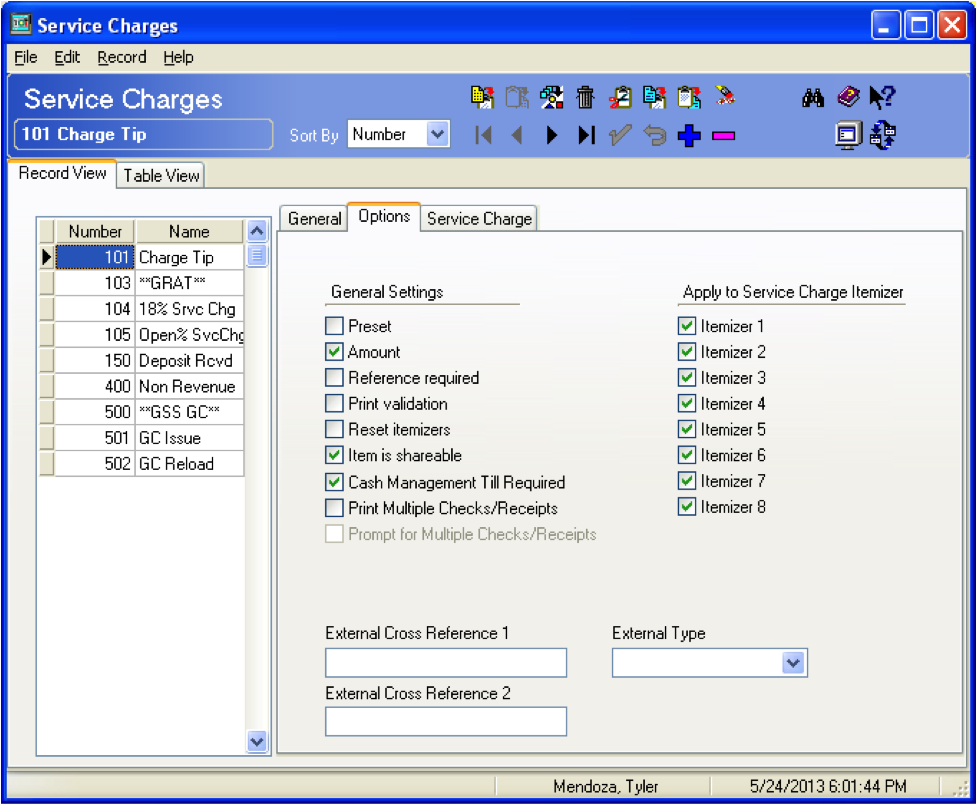 Service Charges
File Edit Record Help
Service Charges
101 Charge Tip
Sort By Number
Record View Table View
General Options Service Charge
Number Name
101 Charge Tip
103 **GRAT**
104 18% Srvc Chg
105 Open% SvcChg
150 Deposit Rcvd
400 Non Revenue
500 **GSS GC**
501 GC Issue
502 GC Reload
General Settings
Preset
Amount
Reference required
Print validation
Reset itemizers
Item is shareable
Cash Management Till Required
Print Multiple Checks/Receipts
Prompt for Multiple Checks/Receipts
Apply to Service Charge Itemizer
Itemizer 1
Itemizer 2
Itemizer 3
Itemizer 4
Itemizer 5
Itemizer 6
Itemizer 7
Itemizer 8
External Cross Reference 1
External Type
External Cross Reference 2
Mendoza, Tyler 5/24/2013 6:01:44 PM